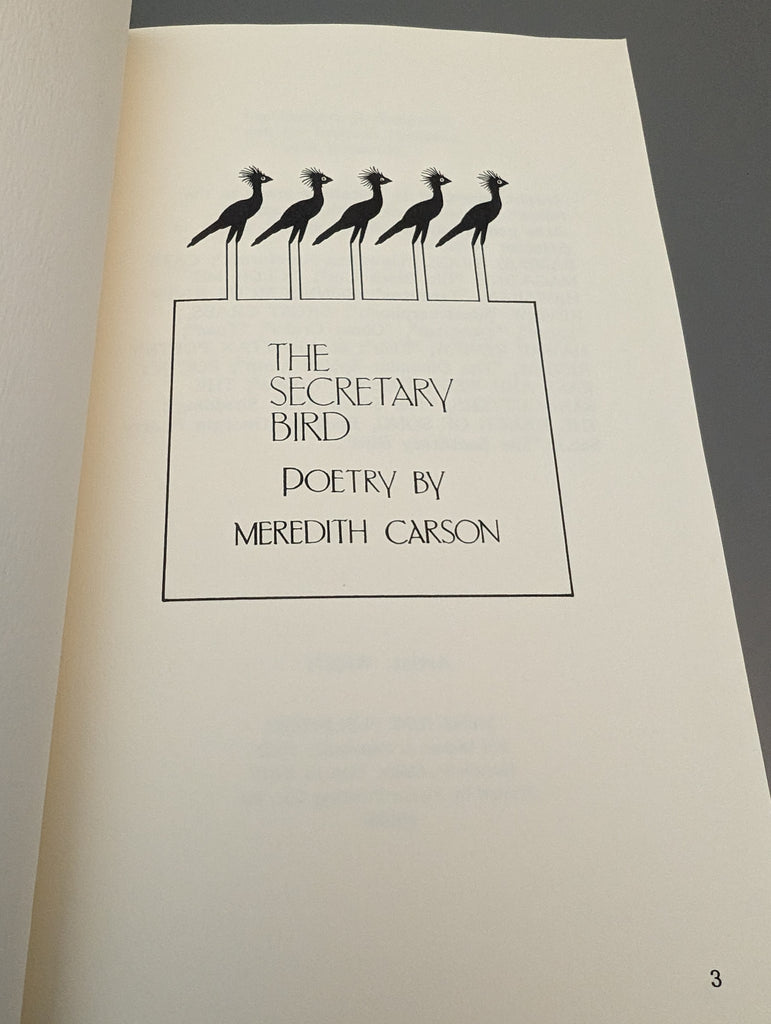 THE
SECRETARY
BIRD
POETRY BY
MEREDITH CARSON
3